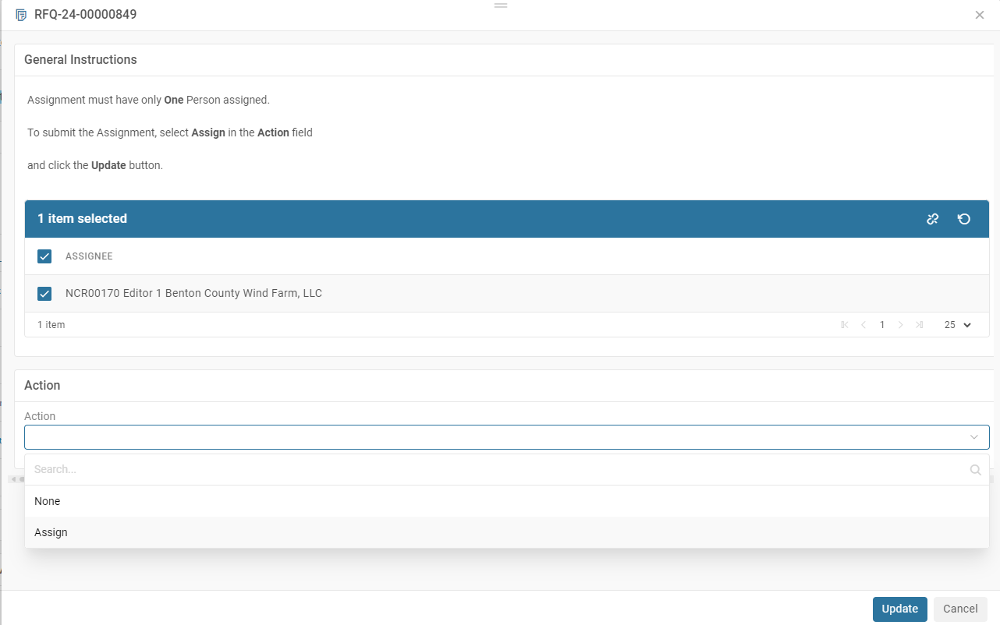 RFQ-24-00000849
General Instructions
Assignment must have only One Person assigned.
To submit the Assignment, select Assign in the Action field
and click the Update button.
1 item selected
ASSIGNEE
NCR00170 Editor 1 Benton County Wind Farm, LLC
1 item
1
25
Action
Action
Search...
None
Assign
Update
Cancel